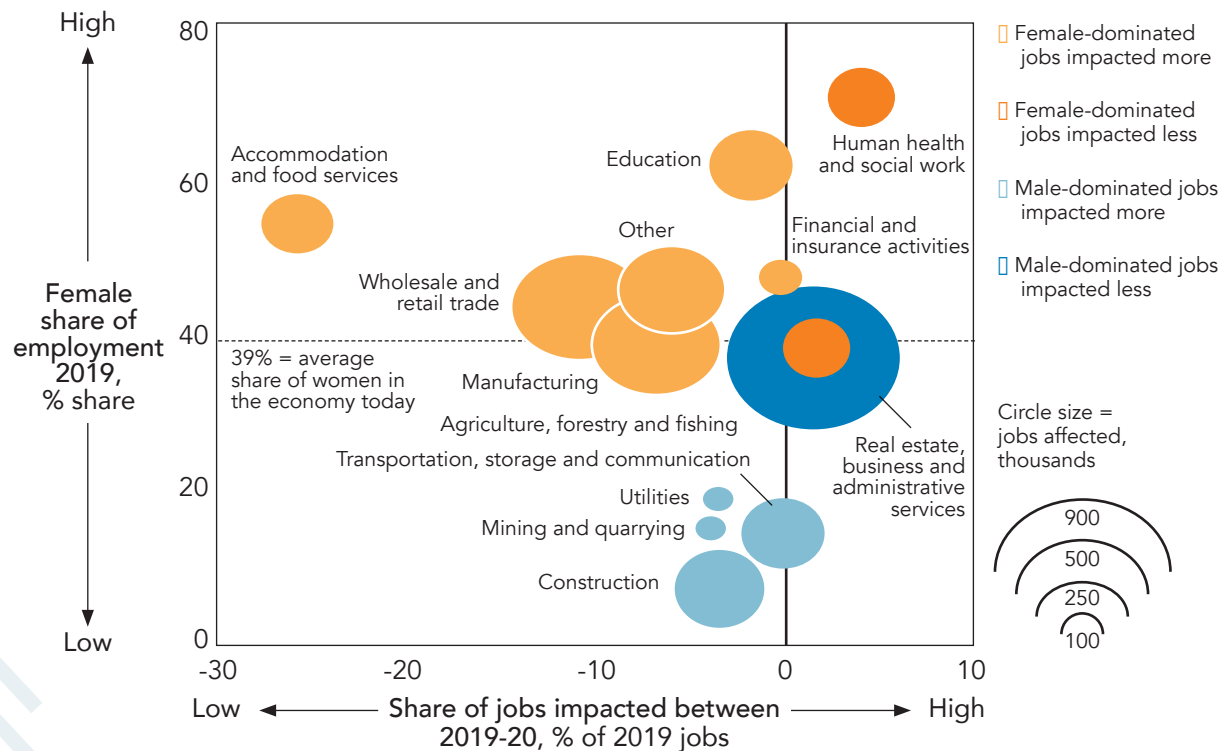 High
Female
share of
employment
2019,
% share
Low
80
60
40
20
0
Accommodation
and food services
Education
Human health
and social work
Other
Financial and
insurance activities
Wholesale and
retail trade
39% = average
share of women in
the economy today
Manufacturing
Agriculture, forestry and fishing
Transportation, storage and communication
Real estate,
business and
administrative
services
Utilities
Mining and quarrying
Construction
-30
-20
-10
0
10
Low
Share of jobs impacted between
2019-20, % of 2019 jobs
High
Female-dominated
jobs impacted more
Female-dominated
jobs impacted less
Male-dominated jobs
impacted more
Male-dominated jobs
impacted less
Circle size =
jobs affected,
thousands
900
500
250
100